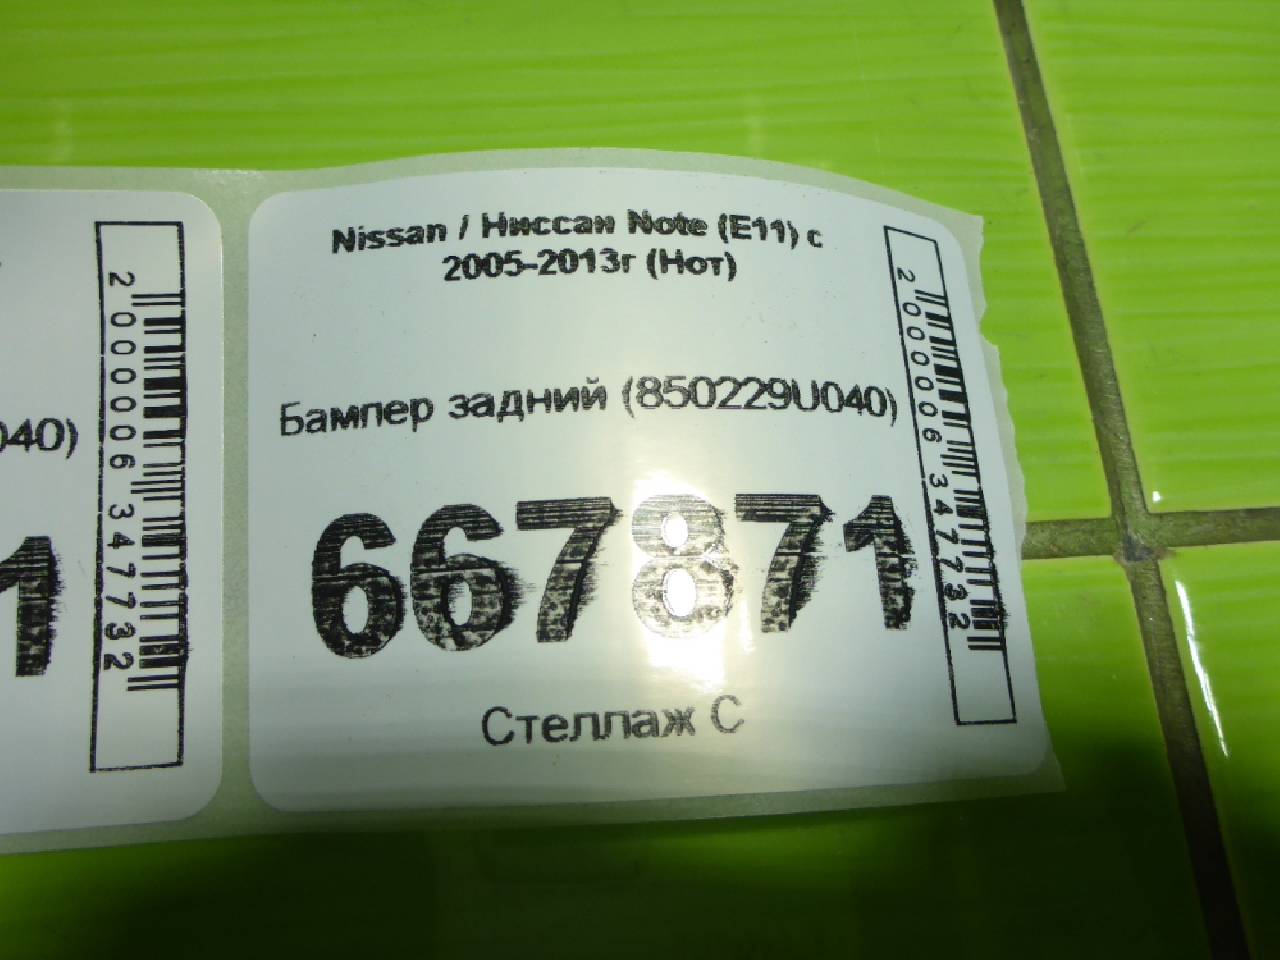 Nissan / Ниссан Note (E11) с
2005-2013г (Нот)
Бампер задний (850229U040)
667871
Стеллаж С
2000006347732
040)
1
2000006347732